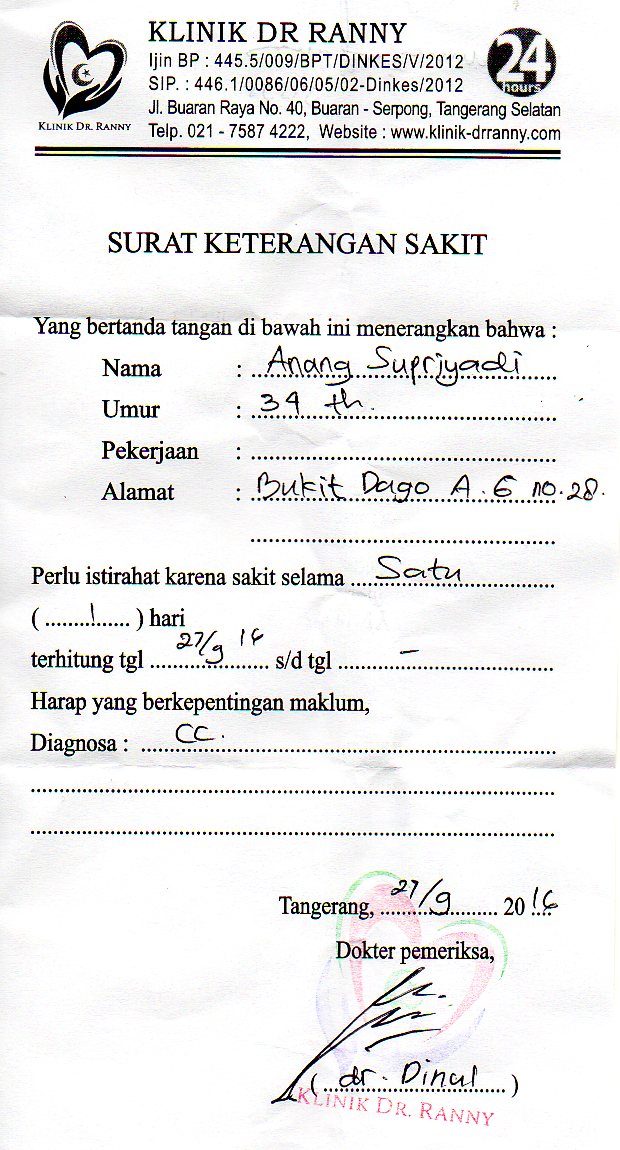 KLINIK DR RANNY
Ijin BP : 445.5/009/BPT/DINKES/V/2012
SIP. : 446.1/0086/06/05/02-Dinkes/2012
Jl. Buaran Raya No. 40, Buaran - Serpong, Tangerang Selatan
Telp. 021 - 7587 4222, Website : www.klinik-drranny.com
KLINIK DR. RANNY
24 hours
SURAT KETERANGAN SAKIT
Yang bertanda tangan di bawah ini menerangkan bahwa :
Nama : Anang Supriyadi
Umur : 39 th.
Pekerjaan :
Alamat : Bukit Dago A.6 no.28.
Perlu istirahat karena sakit selama Satu
(.........1....... ) hari
terhitung tgl 27/9 16 s/d tgl –
Harap yang berkepentingan maklum,
Diagnosa : CC.
Tangerang, 27/9 2016
Dokter pemeriksa,
( dr. Dinul )
KLINIK DR. RANNY